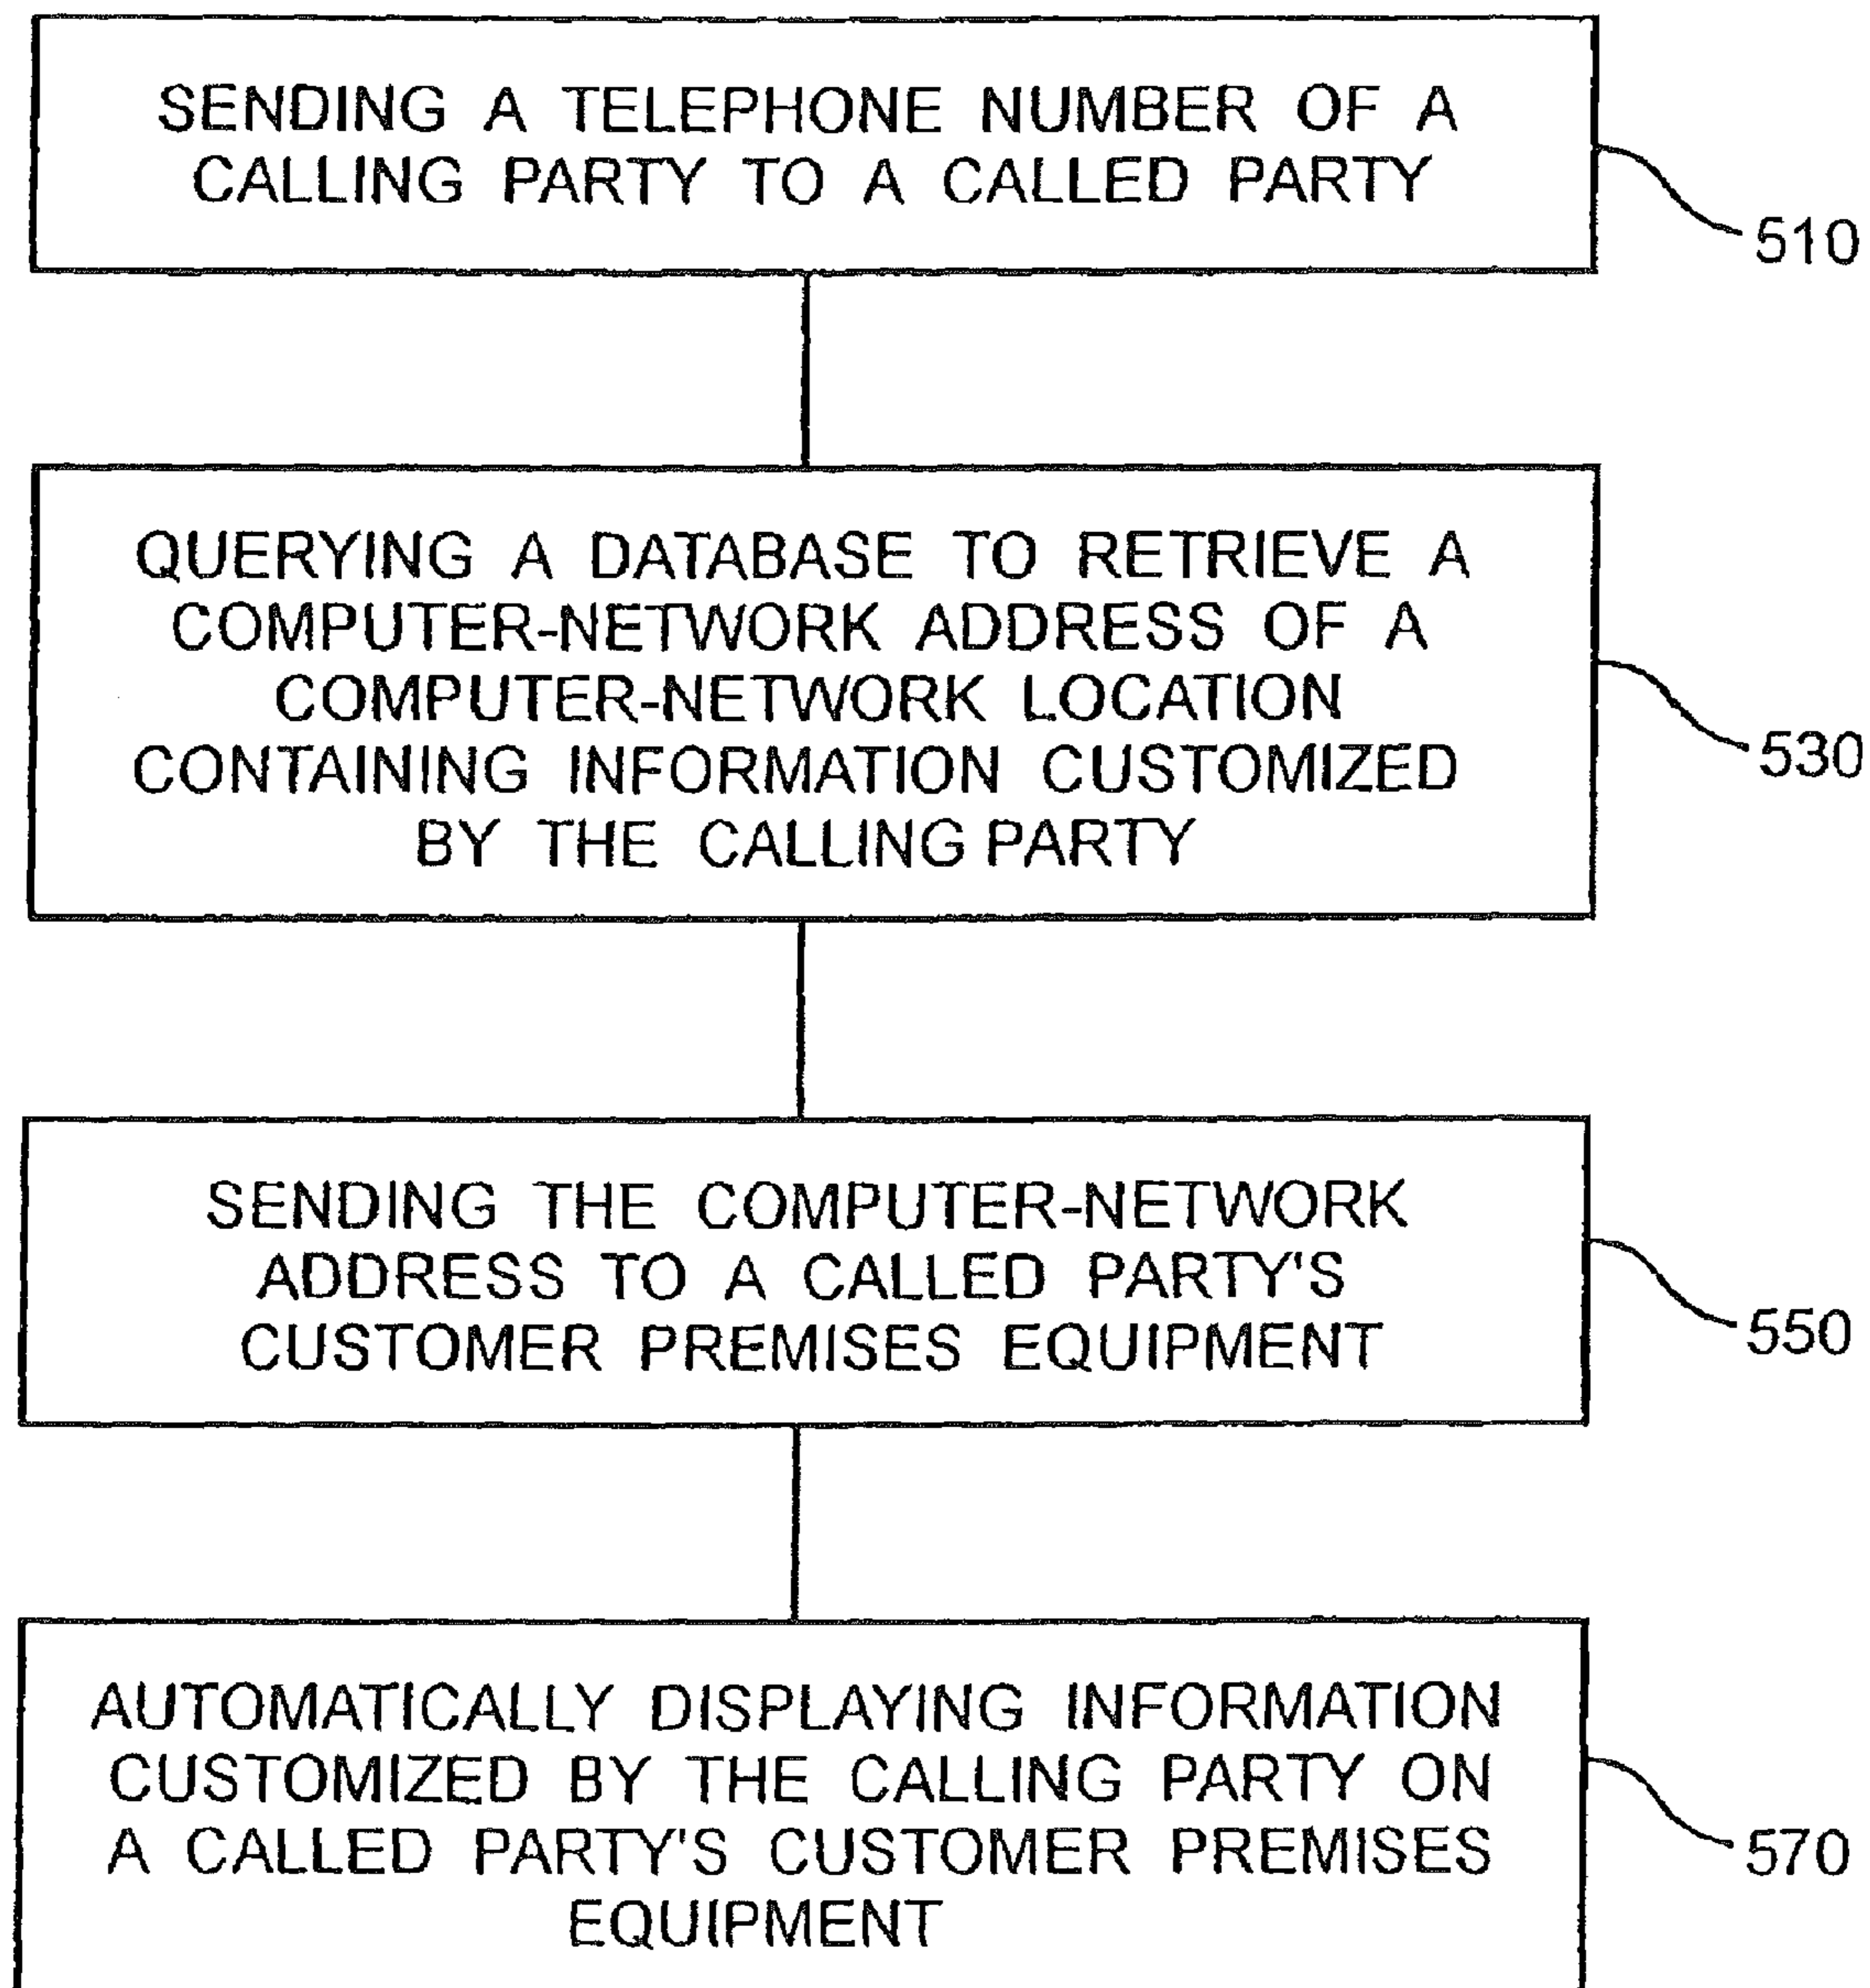 SENDING A TELEPHONE NUMBER OF A
CALLING PARTY TO A CALLED PARTY
510
QUERYING A DATABASE TO RETRIEVE A
COMPUTER-NETWORK ADDRESS OF A
COMPUTER-NETWORK LOCATION
CONTAINING INFORMATION CUSTOMIZED
BY THE CALLING PARTY
530
SENDING THE COMPUTER-NETWORK
ADDRESS TO A CALLED PARTY'S
CUSTOMER PREMISES EQUIPMENT
550
AUTOMATICALLY DISPLAYING INFORMATION
CUSTOMIZED BY THE CALLING PARTY ON
A CALLED PARTY'S CUSTOMER PREMISES
EQUIPMENT
570